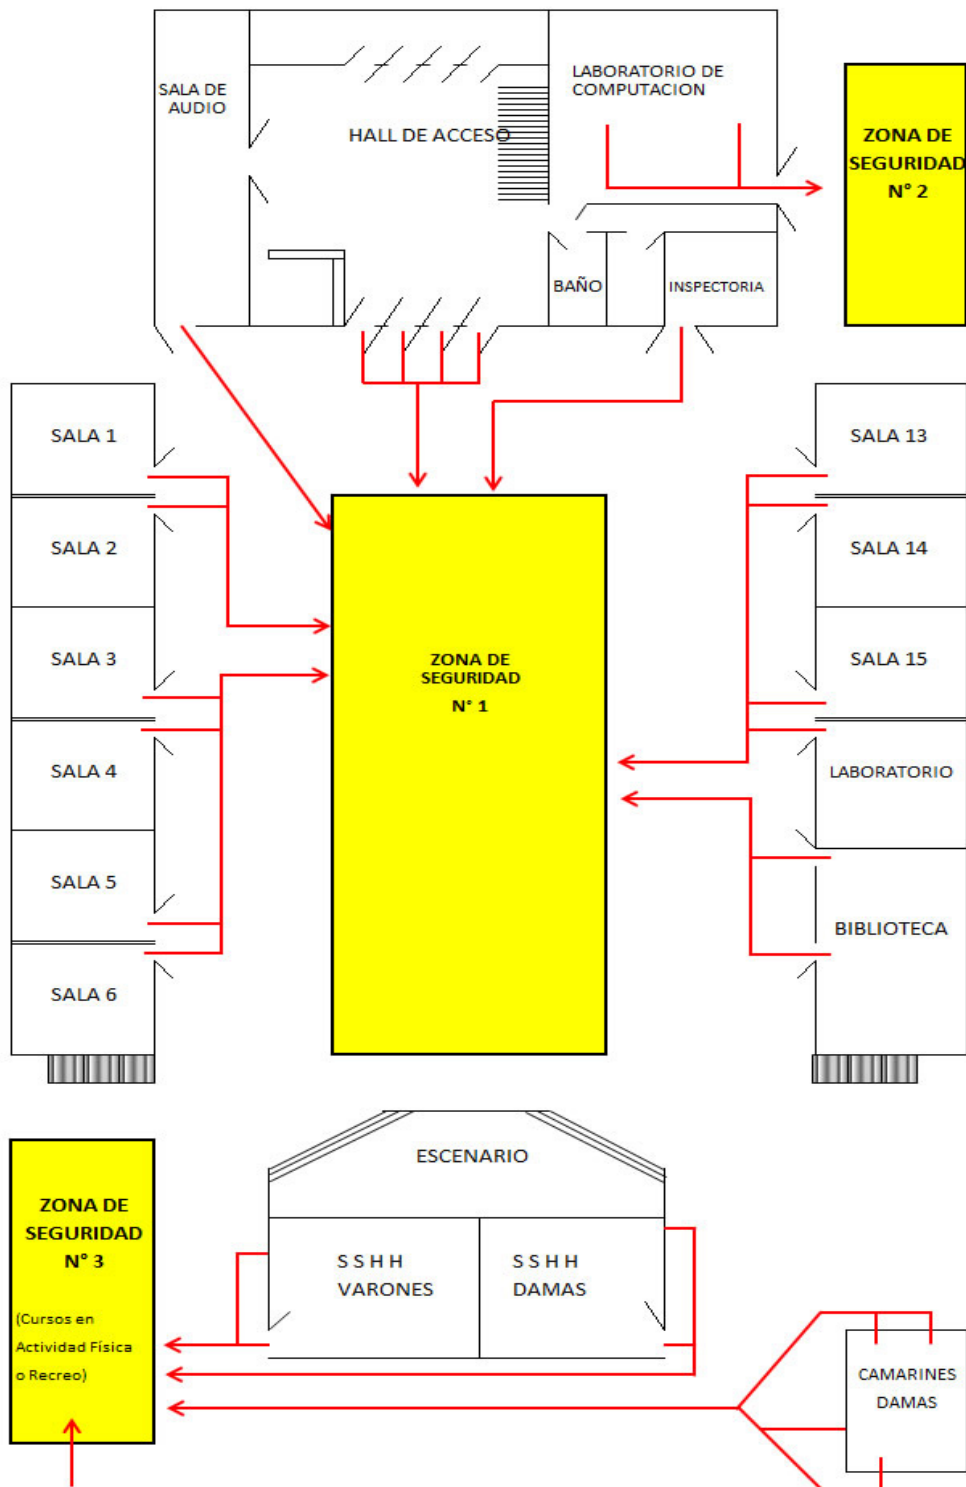 SALA DE
AUDIO
HALL DE ACCESO
LABORATORIO DE
COMPUTACION
ZONA DE
SEGURIDAD
N° 2
BAÑO
INSPECTORIA
SALA 1
SALA 2
SALA 3
SALA 4
SALA 5
SALA 6
ZONA DE
SEGURIDAD
N° 1
SALA 13
SALA 14
SALA 15
LABORATORIO
BIBLIOTECA
ESCENARIO
S S H H
VARONES
S S H H
DAMAS
ZONA DE
SEGURIDAD
N° 3
(Cursos en
Actividad Física
o Recreo)
CAMARINES
DAMAS